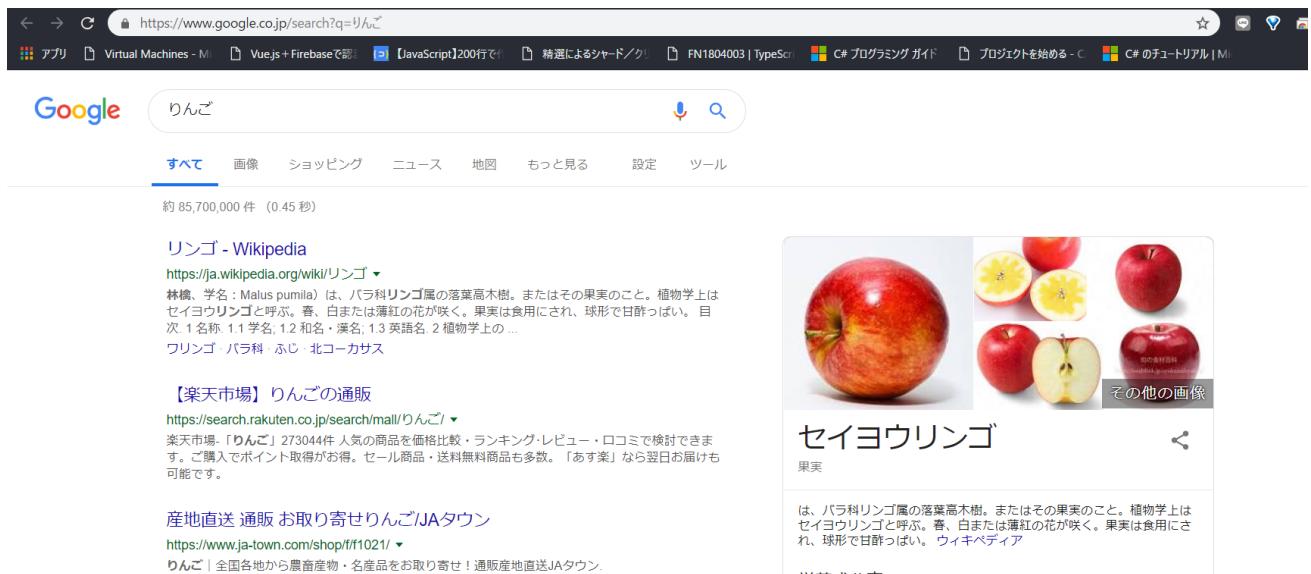 https://www.google.co.jp/search?q=りんご
アプリ Virtual Machines - Mi Vue.js+Firebaseで認 【JavaScript】200行で作 精選によるシャード／クリ FN1804003 | TypeScri C# プログラミング ガイド プロジェクトを始める - C C# のチュートリアル | Mi
Google りんご
すべて 画像 ショッピング ニュース 地図 もっと見る 設定 ツール
約 85,700,000 件 （0.45 秒）
リンゴ - Wikipedia
https://ja.wikipedia.org/wiki/リンゴ
林檎、学名：Malus pumila）は、バラ科リンゴ属の落葉高木樹。またはその果実のこと。植物学上は
セイヨウリンゴと呼ぶ。春、白または薄紅の花が咲く。果実は食用にされ、球形で甘酸っぱい。 目
次. 1 名称. 1.1 学名; 1.2 和名・漢名; 1.3 英語名. 2 植物学上の ...
ワリンゴ · バラ科 · ふじ · 北コーカサス
【楽天市場】りんごの通販
https://search.rakuten.co.jp/search/mall/りんご/
楽天市場-「りんご」273044件 人気の商品を価格比較・ランキング･レビュー・口コミで検討できま
す。ご購入でポイント取得がお得。セール商品・送料無料商品も多数。「あす楽」なら翌日お届けも
可能です。
産地直送 通販 お取り寄せりんご/JAタウン
https://www.ja-town.com/shop/f/f1021/
りんご｜全国各地から農畜産物・名産品をお取り寄せ！通販産地直送JAタウン.
旬の食材百科
その他の画像
セイヨウリンゴ
果実
は、バラ科リンゴ属の落葉高木樹。またはその果実のこと。植物学上は
セイヨウリンゴと呼ぶ。春、白または薄紅の花が咲く。果実は食用にさ
れ、球形で甘酸っぱい。 ウィキペディア